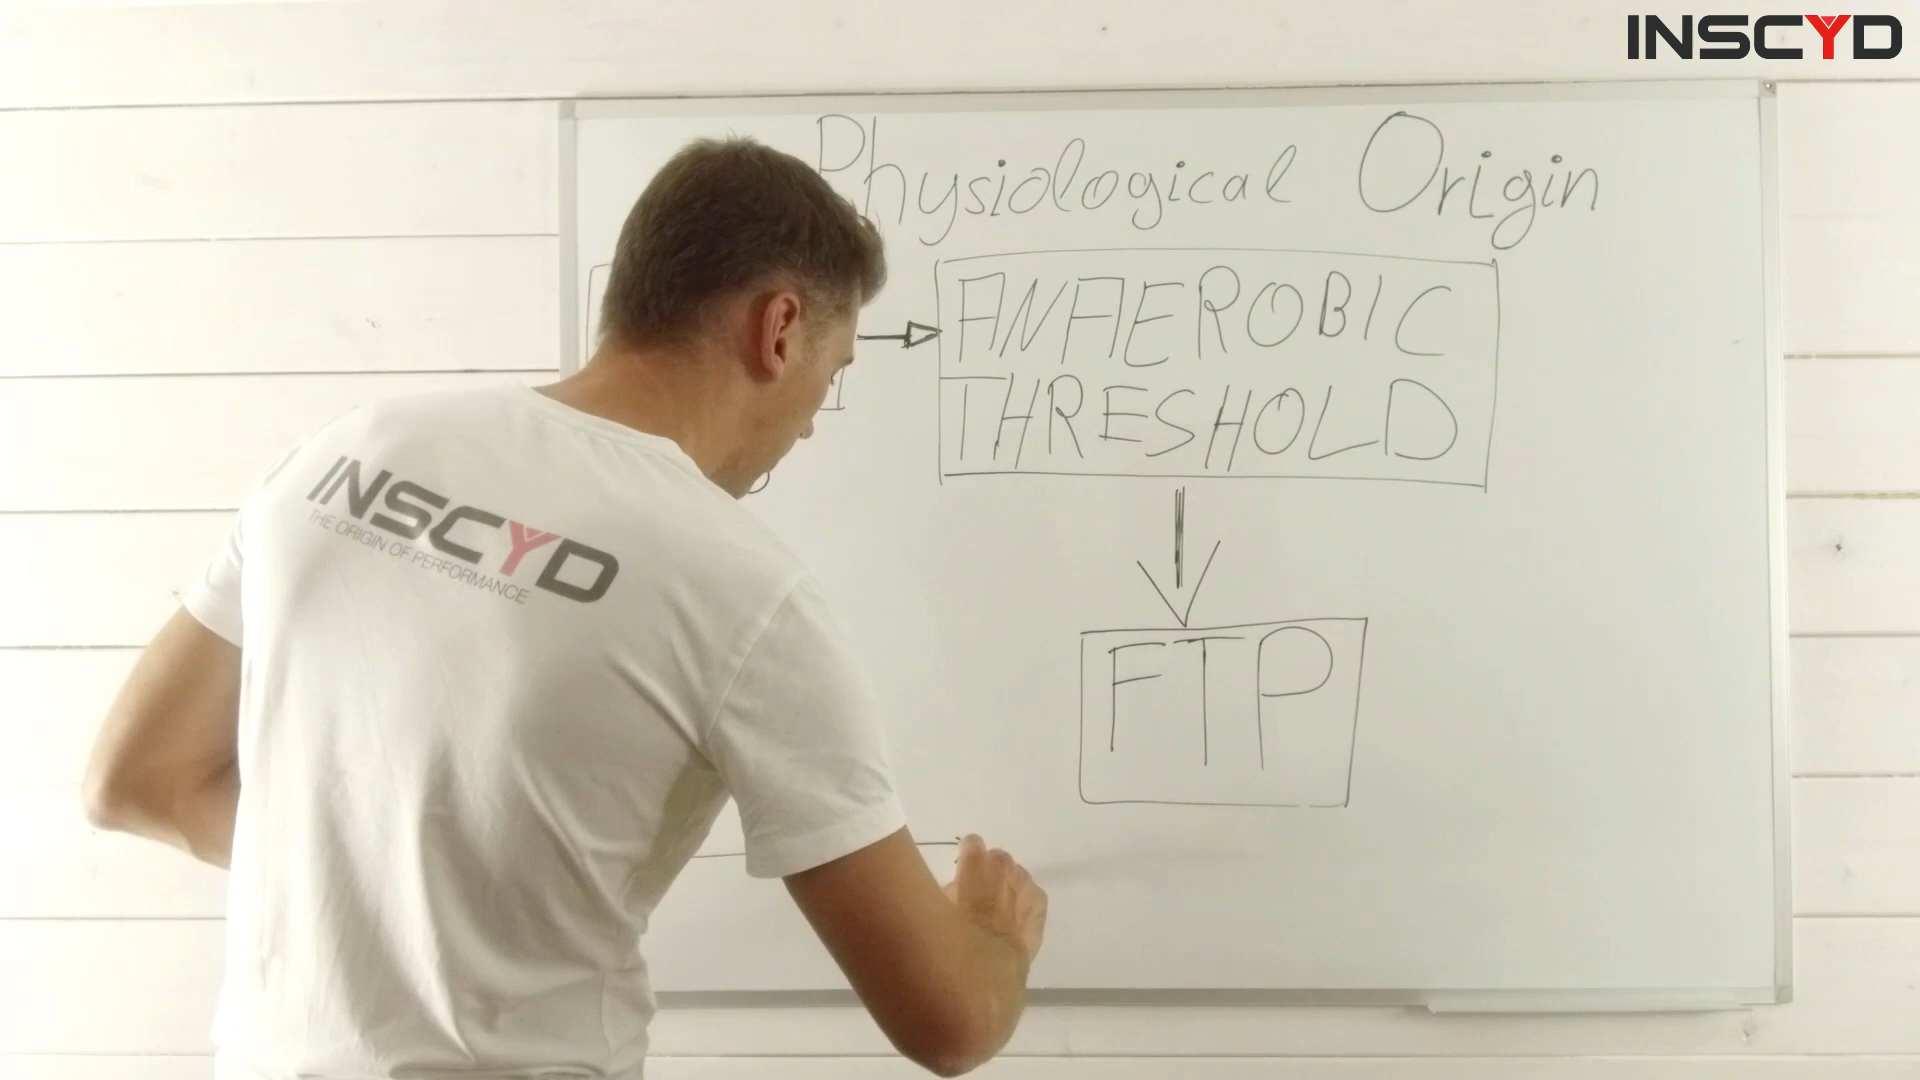 INSCYD
Physiological Origin
ANAEROBIC
THRESHOLD
FTP
INSCYD
THE ORIGIN OF PERFORMANCE